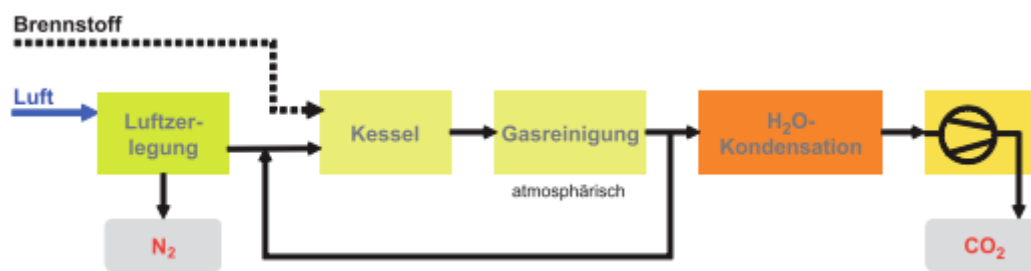 Brennstoff
Luft
Luftzer-
legung
Kessel
Gasreinigung
H₂O-
Kondensation
atmosphärisch
N₂
CO₂